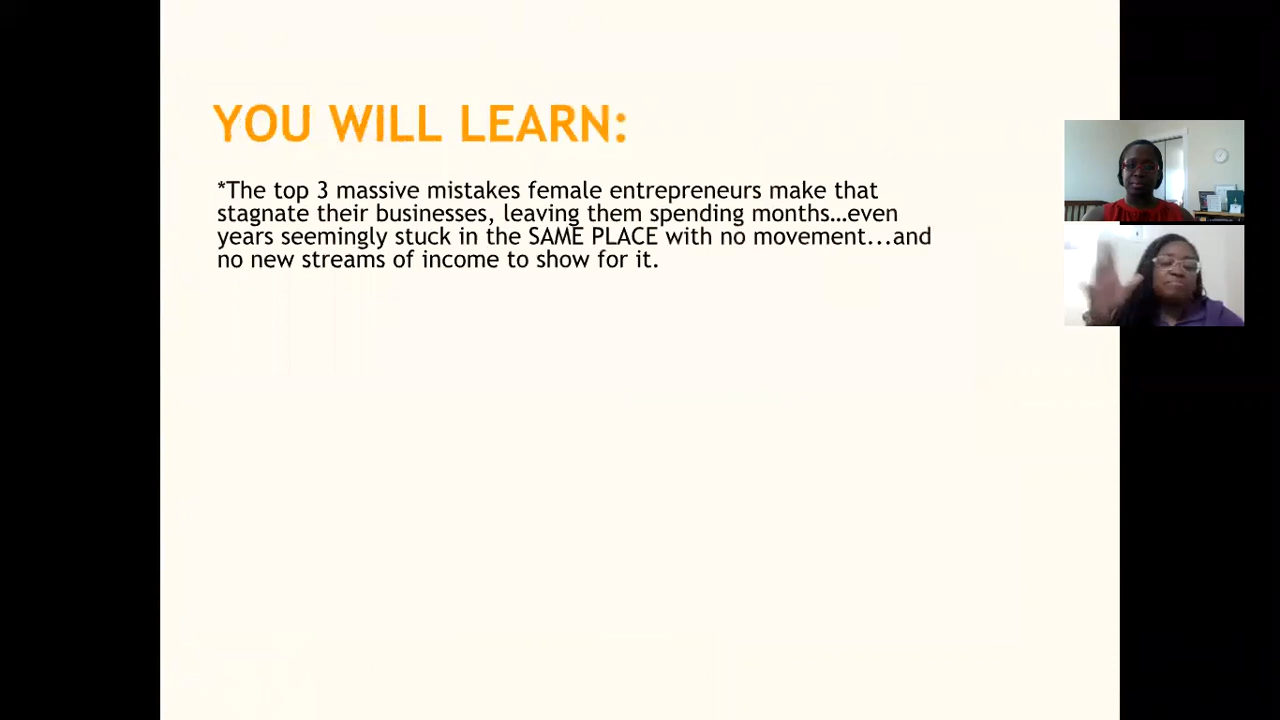 YOU WILL LEARN:
*The top 3 massive mistakes female entrepreneurs make that
stagnate their businesses, leaving them spending months…even
years seemingly stuck in the SAME PLACE with no movement...and
no new streams of income to show for it.